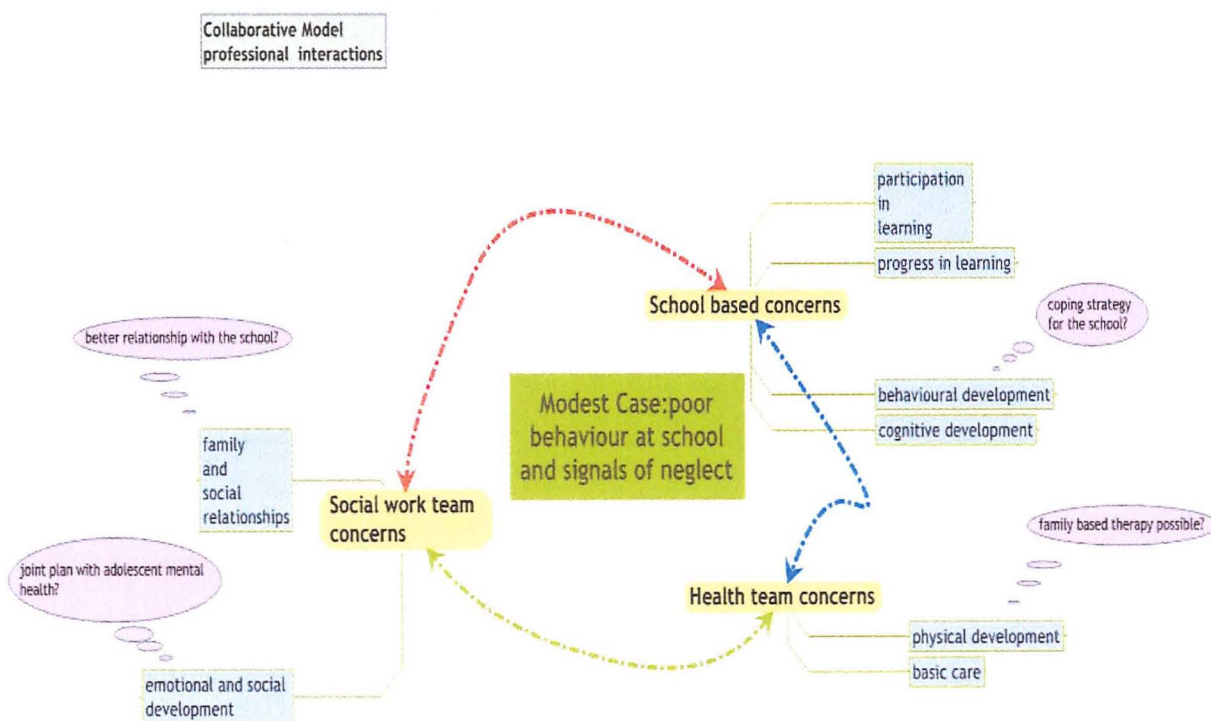 Collaborative Model
professional interactions
participation
in
learning
progress in learning
School based concerns
coping strategy
for the school?
behavioural development
cognitive development
better relationship with the school?
Modest Case:poor
behaviour at school
and signals of neglect
family
and
social
relationships
Social work team
concerns
joint plan with adolescent mental
health?
emotional and social
development
family based therapy possible?
Health team concerns
physical development
basic care